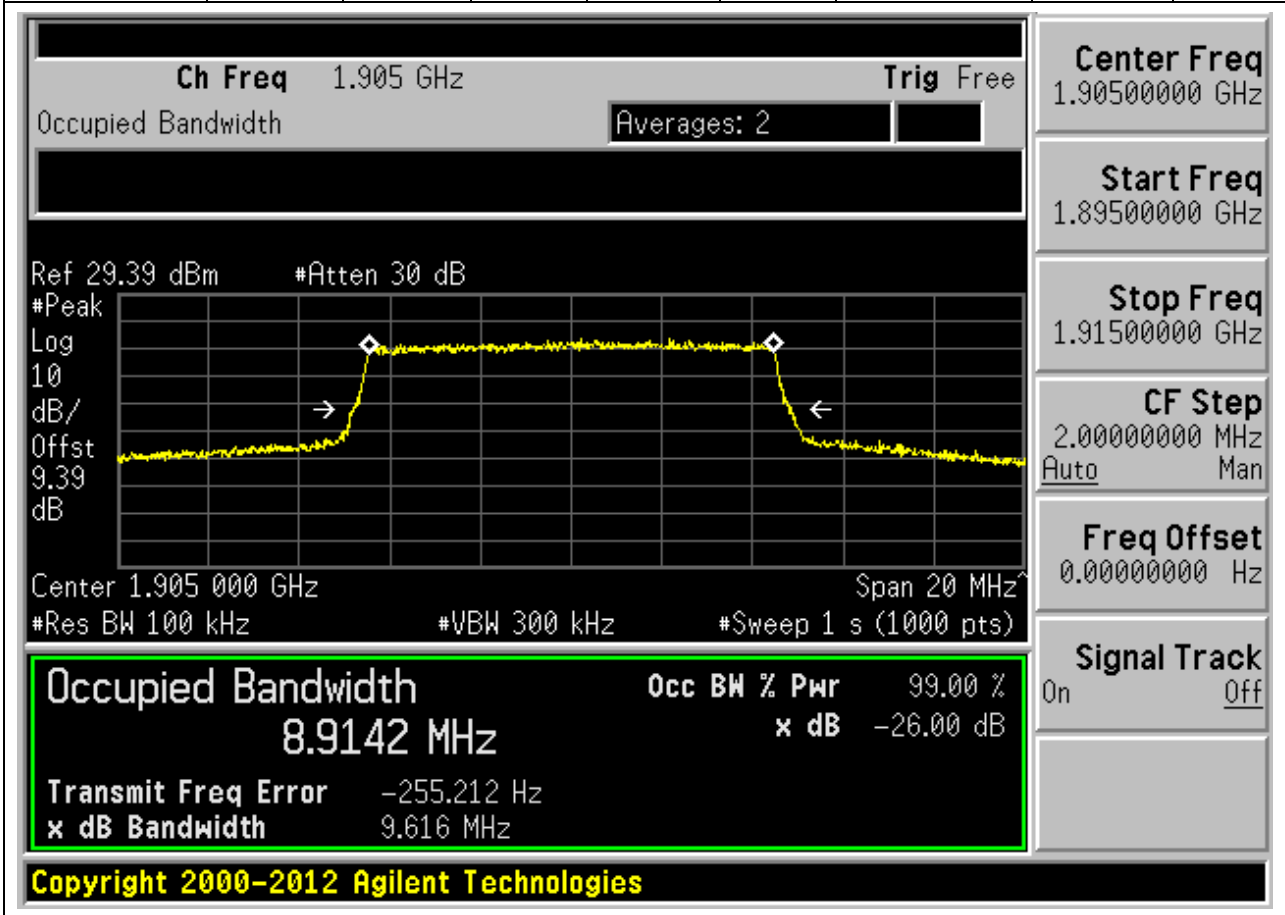 Ch Freq 1.905 GHz Trig Free
Occupied Bandwidth Averages: 2
Ref 29.39 dBm #Atten 30 dB
#Peak
Log
10
dB/
Offst
9.39
dB
Center 1.905 000 GHz Span 20 MHz^
#Res BW 100 kHz #VBW 300 kHz #Sweep 1 s (1000 pts)
Occupied Bandwidth Occ BW % Pwr 99.00 %
8.9142 MHz x dB -26.00 dB
Transmit Freq Error -255.212 Hz
x dB Bandwidth 9.616 MHz
Copyright 2000-2012 Agilent Technologies
Center Freq
1.90500000 GHz
Start Freq
1.89500000 GHz
Stop Freq
1.91500000 GHz
CF Step
2.00000000 MHz
Auto Man
Freq Offset
0.00000000 Hz
Signal Track
On Off